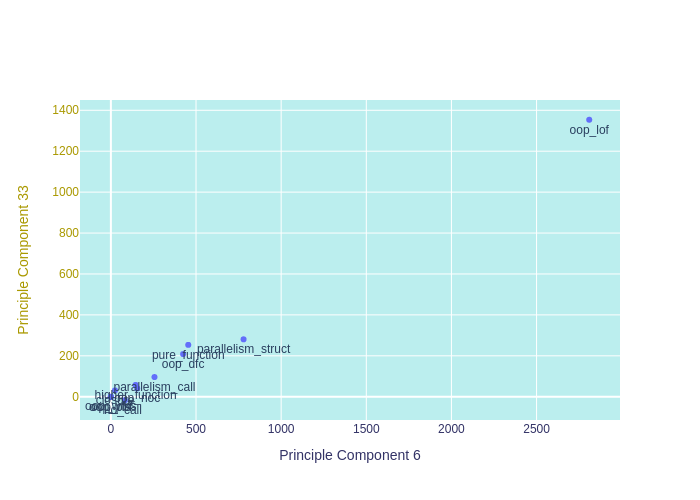 1400
1200
1000
800
600
400
200
0
Principle Component 33
oop_lof
parallelism_struct
pure_function
oop_dfc
parallelism_call
higher_function
0
500
1000
1500
2000
2500
Principle Component 6